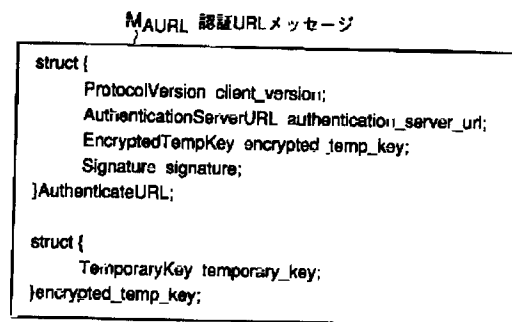 MAURL 認証URLメッセージ
struct {
ProtocolVersion client_version;
AuthenticationServerURL authentication_server_url;
EncryptedTempKey encrypted_temp_key;
Signature signature;
}AuthenticateURL;
struct {
TemporaryKey temporary_key;
}encrypted_temp_key;